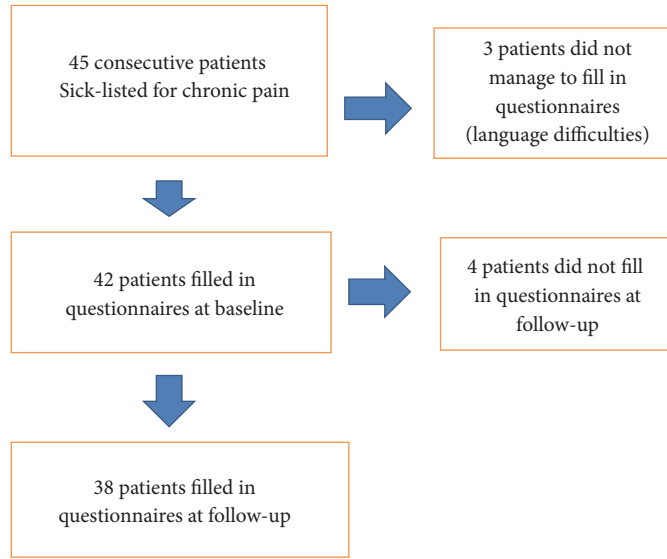 45 consecutive patients
Sick-listed for chronic pain
3 patients did not
manage to fill in
questionnaires
(language difficulties)
42 patients filled in
questionnaires at baseline
4 patients did not fill
in questionnaires at
follow-up
38 patients filled in
questionnaires at follow-up